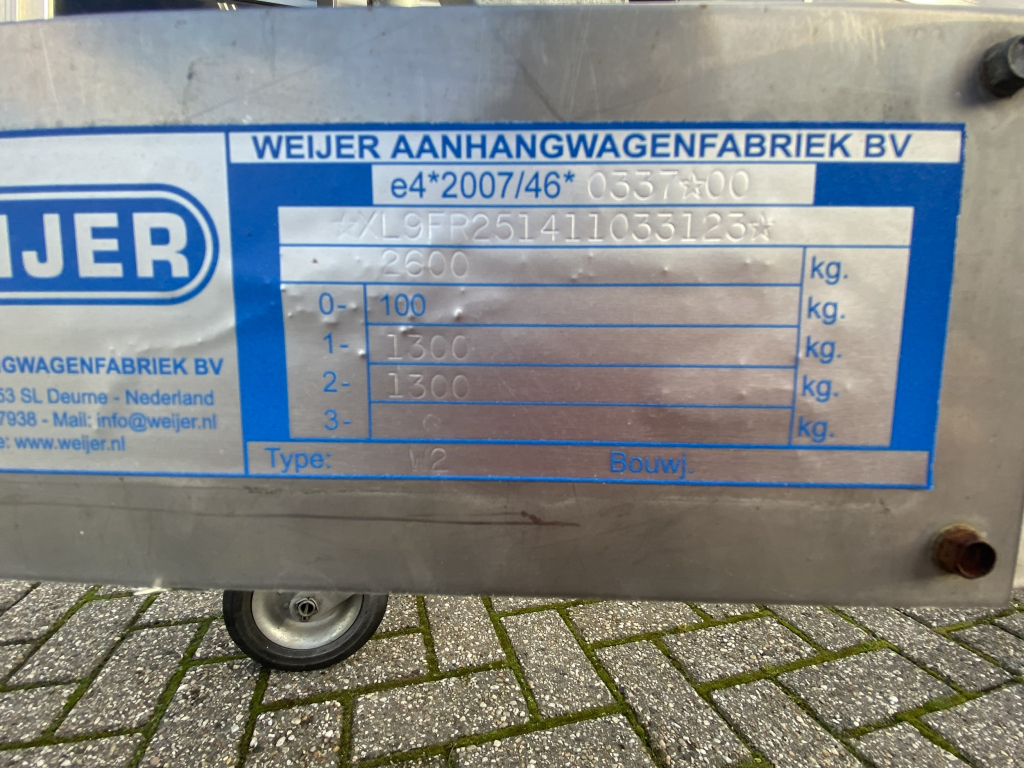 WEIJER AANHANGWAGENFABRIEK BV
e4*2007/46* 0337☆00
☆XL9FR251411033123☆
2600 kg.
0- 100 kg.
1- 1300 kg.
2- 1300 kg.
3- 0 kg.
Type: W2 Bouwj.
IJER
NGWAGENFABRIEK BV
53 SL Deurne - Nederland
7938 - Mail: info@weijer.nl
e: www.weijer.nl